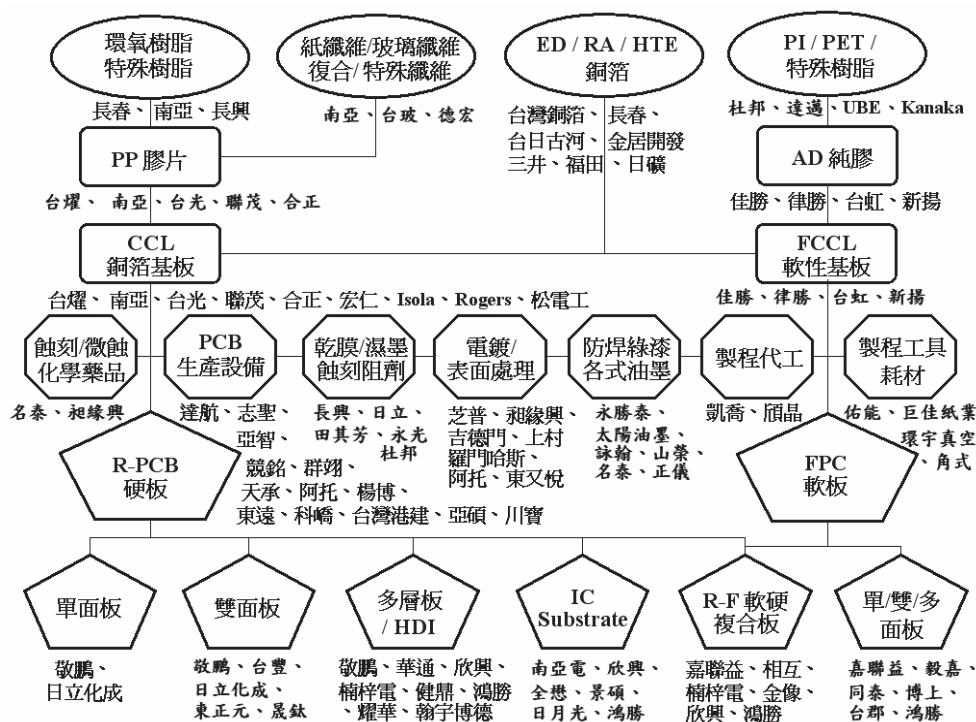 環氧樹脂
特殊樹脂
紙纖維/玻璃纖維
復合/特殊纖維
ED / RA / HTE
銅箔
PI / PET /
特殊樹脂
長春、南亞、長興
南亞、台玻、德宏
台灣銅箔、長春、
台日古河、金居開發
三井、福田、日礦
杜邦、達邁、UBE、Kanaka
PP 膠片
AD 純膠
台燿、南亞、台光、聯茂、合正
佳勝、律勝、台虹、新揚
CCL
銅箔基板
FCCL
軟性基板
台燿、南亞、台光、聯茂、合正、宏仁、Isola、Rogers、松電工
佳勝、律勝、台虹、新揚
蝕刻/微蝕
化學藥品
PCB
生產設備
乾膜/濕墨
蝕刻阻劑
電鍍/
表面處理
防焊綠漆
各式油墨
製程代工
製程工具
耗材
名泰、昶緣興
達航、志聖、
亞智、
競銘、群翊、
天承、阿托、楊博、
東遠、科嶠、台灣港建、亞碩、川寶
長興、日立、
田其芳、永光
杜邦
芝普、昶緣興
吉德門、上村
羅門哈斯、
阿托、東又悅
永勝泰、
太陽油墨、
詠翰、山榮、
名泰、正儀
凱喬、頎晶
佑能、巨佳紙業
環宇真空
、角式
R-PCB
硬板
FPC
軟板
單面板
雙面板
多層板
/ HDI
IC
Substrate
R-F 軟硬
複合板
單/雙/多
面板
敬鵬、
日立化成
敬鵬、台豐、
日立化成、
東正元、晟鈦
敬鵬、華通、欣興、
楠梓電、健鼎、鴻勝
、耀華、瀚宇博德
南亞電、欣興、
全懋、景碩、
日月光、鴻勝
嘉聯益、相互、
楠梓電、金像、
欣興、鴻勝
嘉聯益、毅嘉、
同泰、博上、
台郡、鴻勝